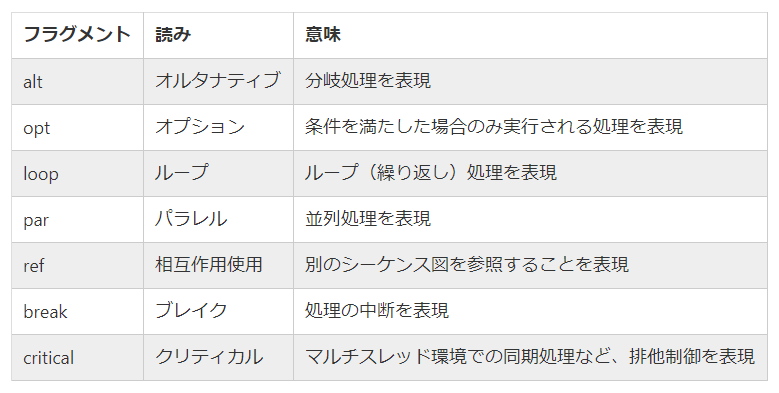 フラグメント 読み 意味
alt オルタナティブ 分岐処理を表現
opt オプション 条件を満たした場合のみ実行される処理を表現
loop ループ ループ（繰り返し）処理を表現
par パラレル 並列処理を表現
ref 相互作用使用 別のシーケンス図を参照することを表現
break ブレイク 処理の中断を表現
critical クリティカル マルチスレッド環境での同期処理など、排他制御を表現